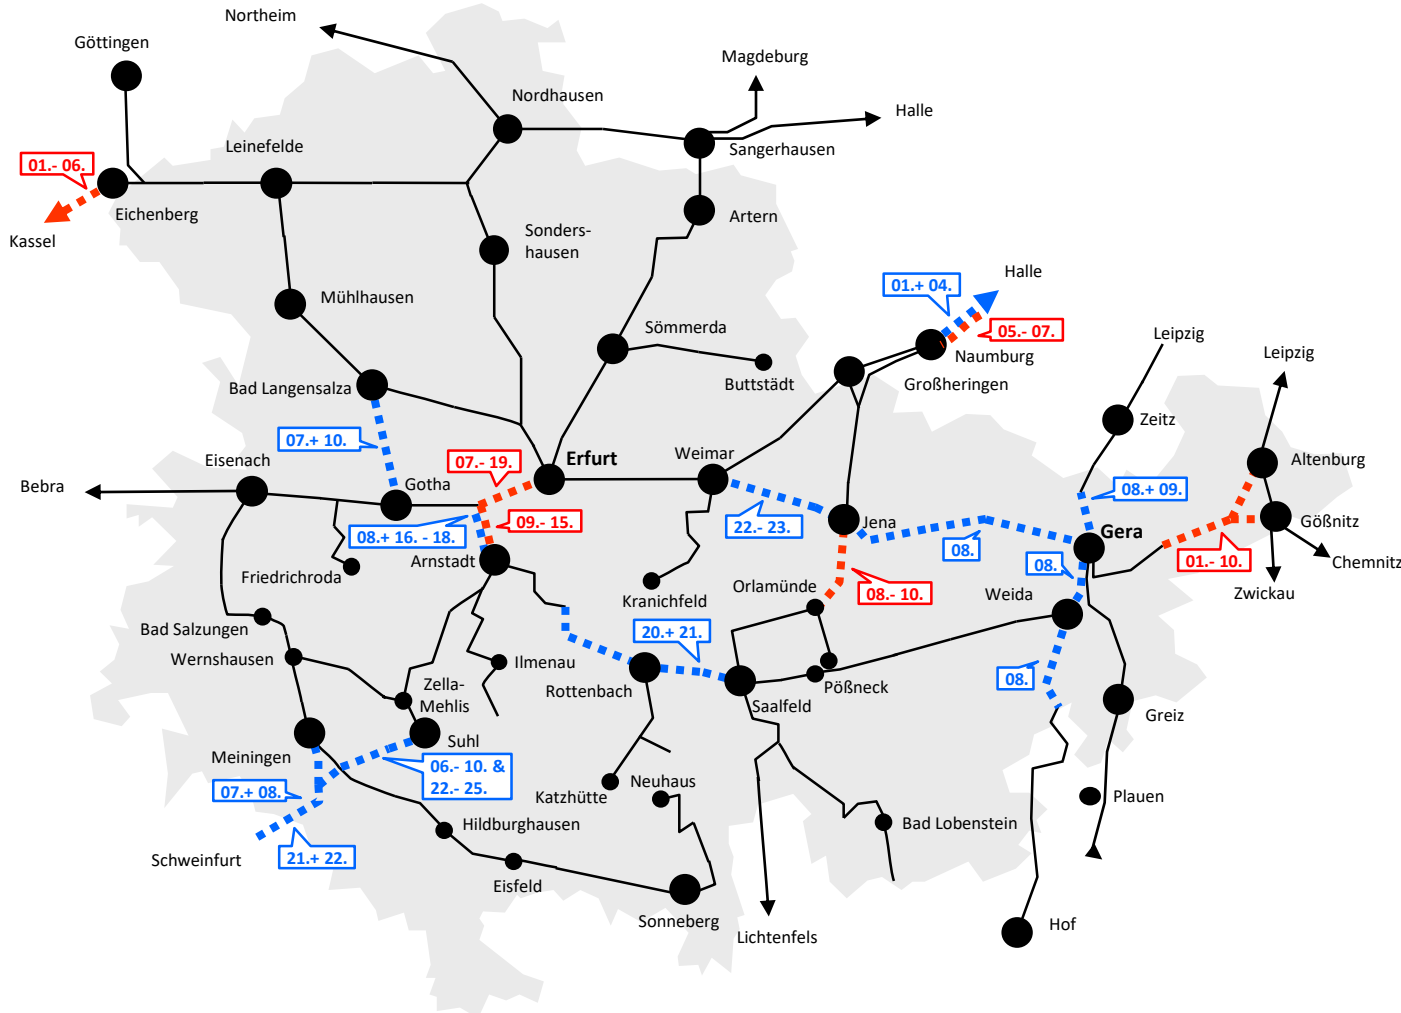 Northeim
Göttingen
Magdeburg
Nordhausen
Halle
Leinefelde
Sangerhausen
01.- 06.
Eichenberg
Artern
Kassel
Sonders-
hausen
Halle
01.+ 04.
Mühlhausen
Sömmerda
05.- 07.
Leipzig
Naumburg
Leipzig
Buttstädt
Großheringen
Bad Langensalza
Zeitz
07.+ 10.
Erfurt
Weimar
Altenburg
Eisenach
07.- 19.
Bebra
Gotha
08.+ 09.
09.- 15.
22.- 23.
Jena
Gößnitz
08.+ 16. - 18.
Gera
08.
Arnstadt
08.
01.- 10.
Chemnitz
Friedrichroda
Orlamünde
08.- 10.
Weida
Zwickau
Kranichfeld
Bad Salzungen
20.+ 21.
Wernshausen
Ilmenau
Rottenbach
08.
Zella-
Mehlis
Pößneck
Saalfeld
Greiz
Suhl
Meiningen
06.- 10. &
22.- 25.
07.+ 08.
Katzhütte
Neuhaus
Plauen
Hildburghausen
Bad Lobenstein
Schweinfurt
21.+ 22.
Eisfeld
Sonneberg
Hof
Lichtenfels